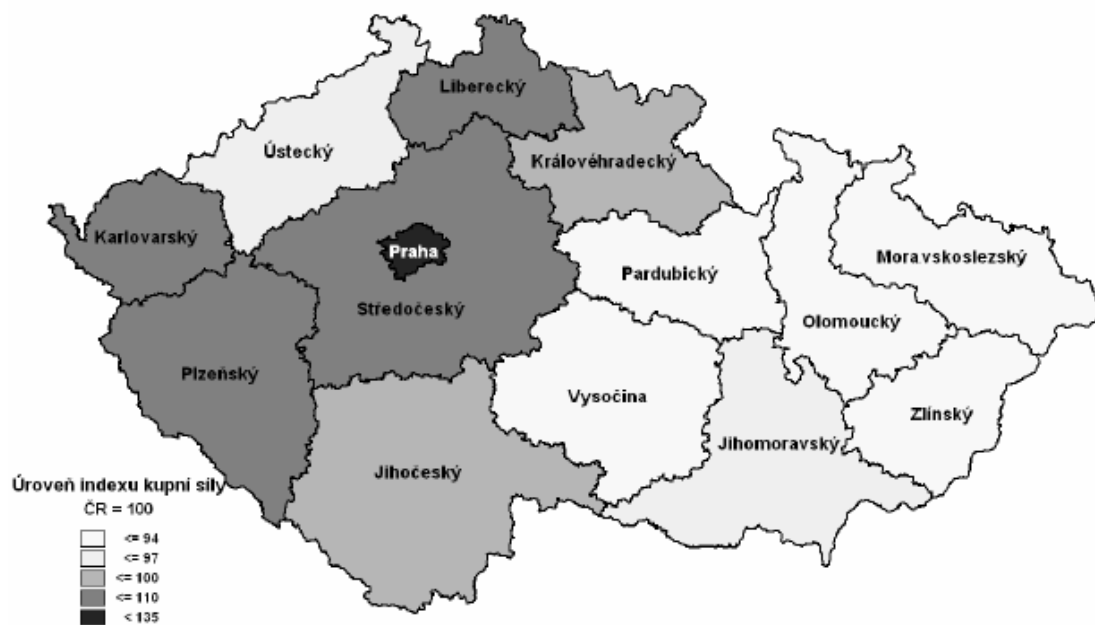 Liberecký
Ústecký
Královéhradecký
Karlovarský
Praha
Moravskoslezský
Pardubický
Středočeský
Olomoucký
Plzeňský
Vysočina
Zlínský
Jihomoravský
Jihočeský
Úroveň indexu kupní síly
ČR = 100
<= 94
<= 97
<= 100
<= 110
< 135